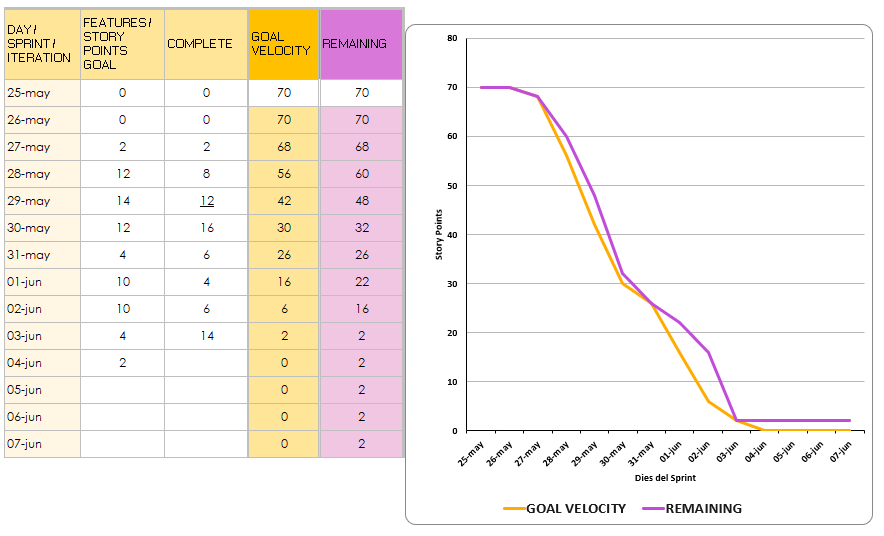 DAY/ SPRINT/ ITERATION FEATURES/ STORY POINTS GOAL COMPLETE GOAL VELOCITY REMAINING
25-may 0 0 70 70
26-may 0 0 70 70
27-may 2 2 68 68
28-may 12 8 56 60
29-may 14 12 42 48
30-may 12 16 30 32
31-may 4 6 26 26
01-jun 10 4 16 22
02-jun 10 6 6 16
03-jun 4 14 2 2
04-jun 2 0 2
05-jun 0 2
06-jun 0 2
07-jun 0 2
80
70
60
50
40
30
20
10
0
Story Points
25-may 26-may 27-may 28-may 29-may 30-may 31-may 01-jun 02-jun 03-jun 04-jun 05-jun 06-jun 07-jun
Dies del Sprint
GOAL VELOCITY REMAINING